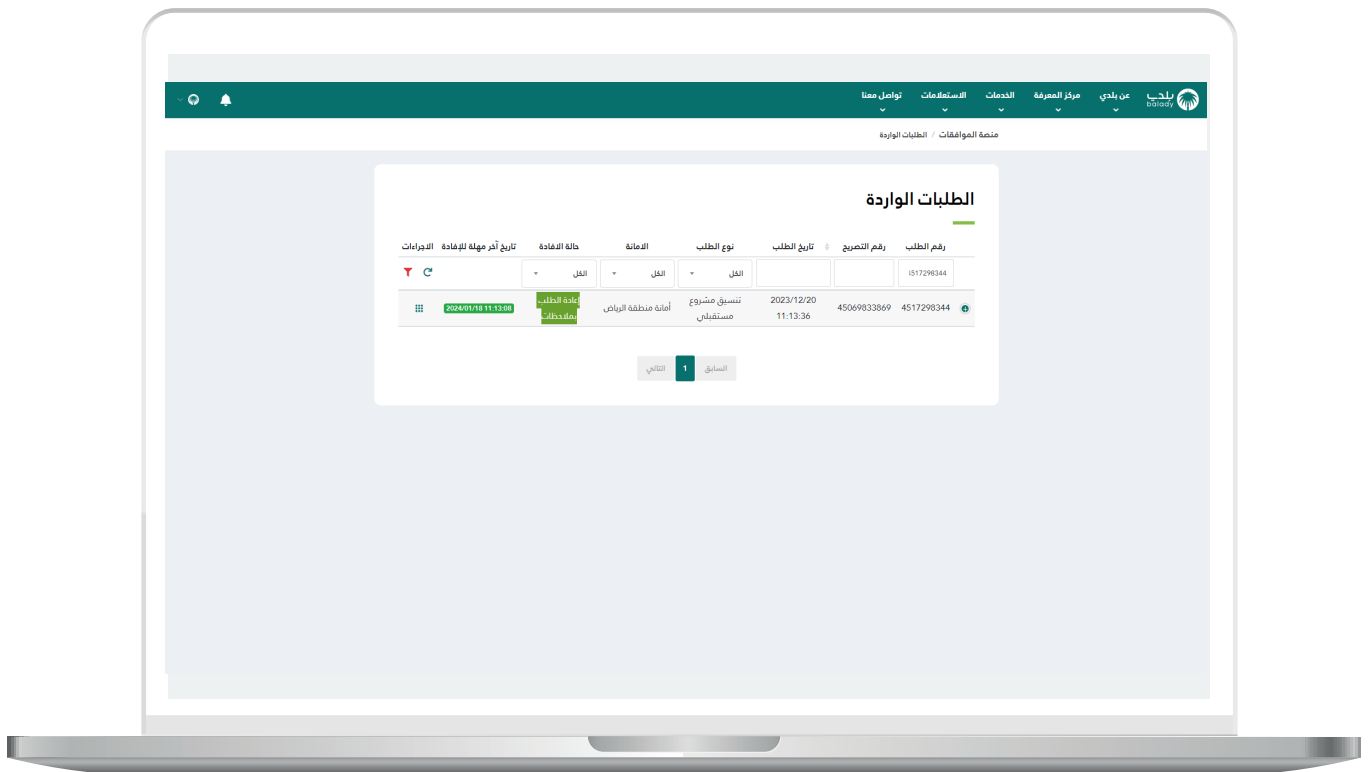 بلدي
balady
عن بلدي
مركز المعرفة
الخدمات
الاستعلامات
تواصل معنا
منصة الموافقات / الطلبات الواردة
الطلبات الواردة
رقم الطلب رقم التصريح تاريخ الطلب نوع الطلب الامانة حالة الافادة تاريخ آخر مهلة للإفادة الاجراءات
4517298344 الكل الكل الكل
4517298344 45069833869 2023/12/20 11:13:36 تنسيق مشروع مستقبلي أمانة منطقة الرياض إعادة الطلب بملاحظات 2024/01/18 11:13:08
السابق 1 التالي